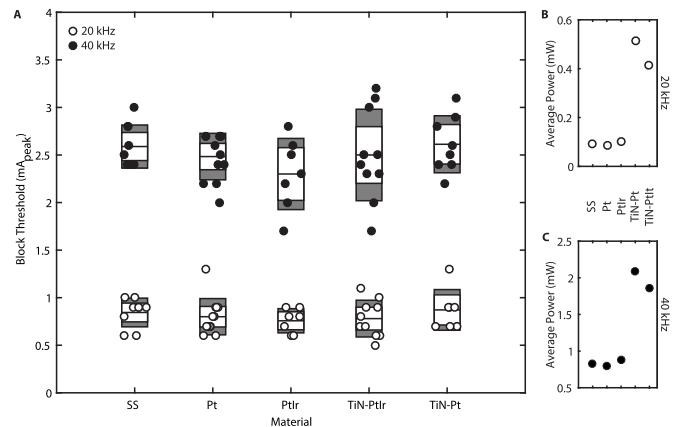 A
20 kHz
40 kHz
Block Threshold (mApeak)
4
3.5
3
2.5
2
1.5
1
0.5
0
SS
Pt
PtIr
TiN-PtIr
TiN-Pt
Material
B
Average Power (mW)
0.6
0.4
0.2
0
20 kHz
SS
Pt
PtIr
TiN-Pt
TiN-PtIt
C
Average Power (mW)
2.5
2
1.5
1
0.5
40 kHz